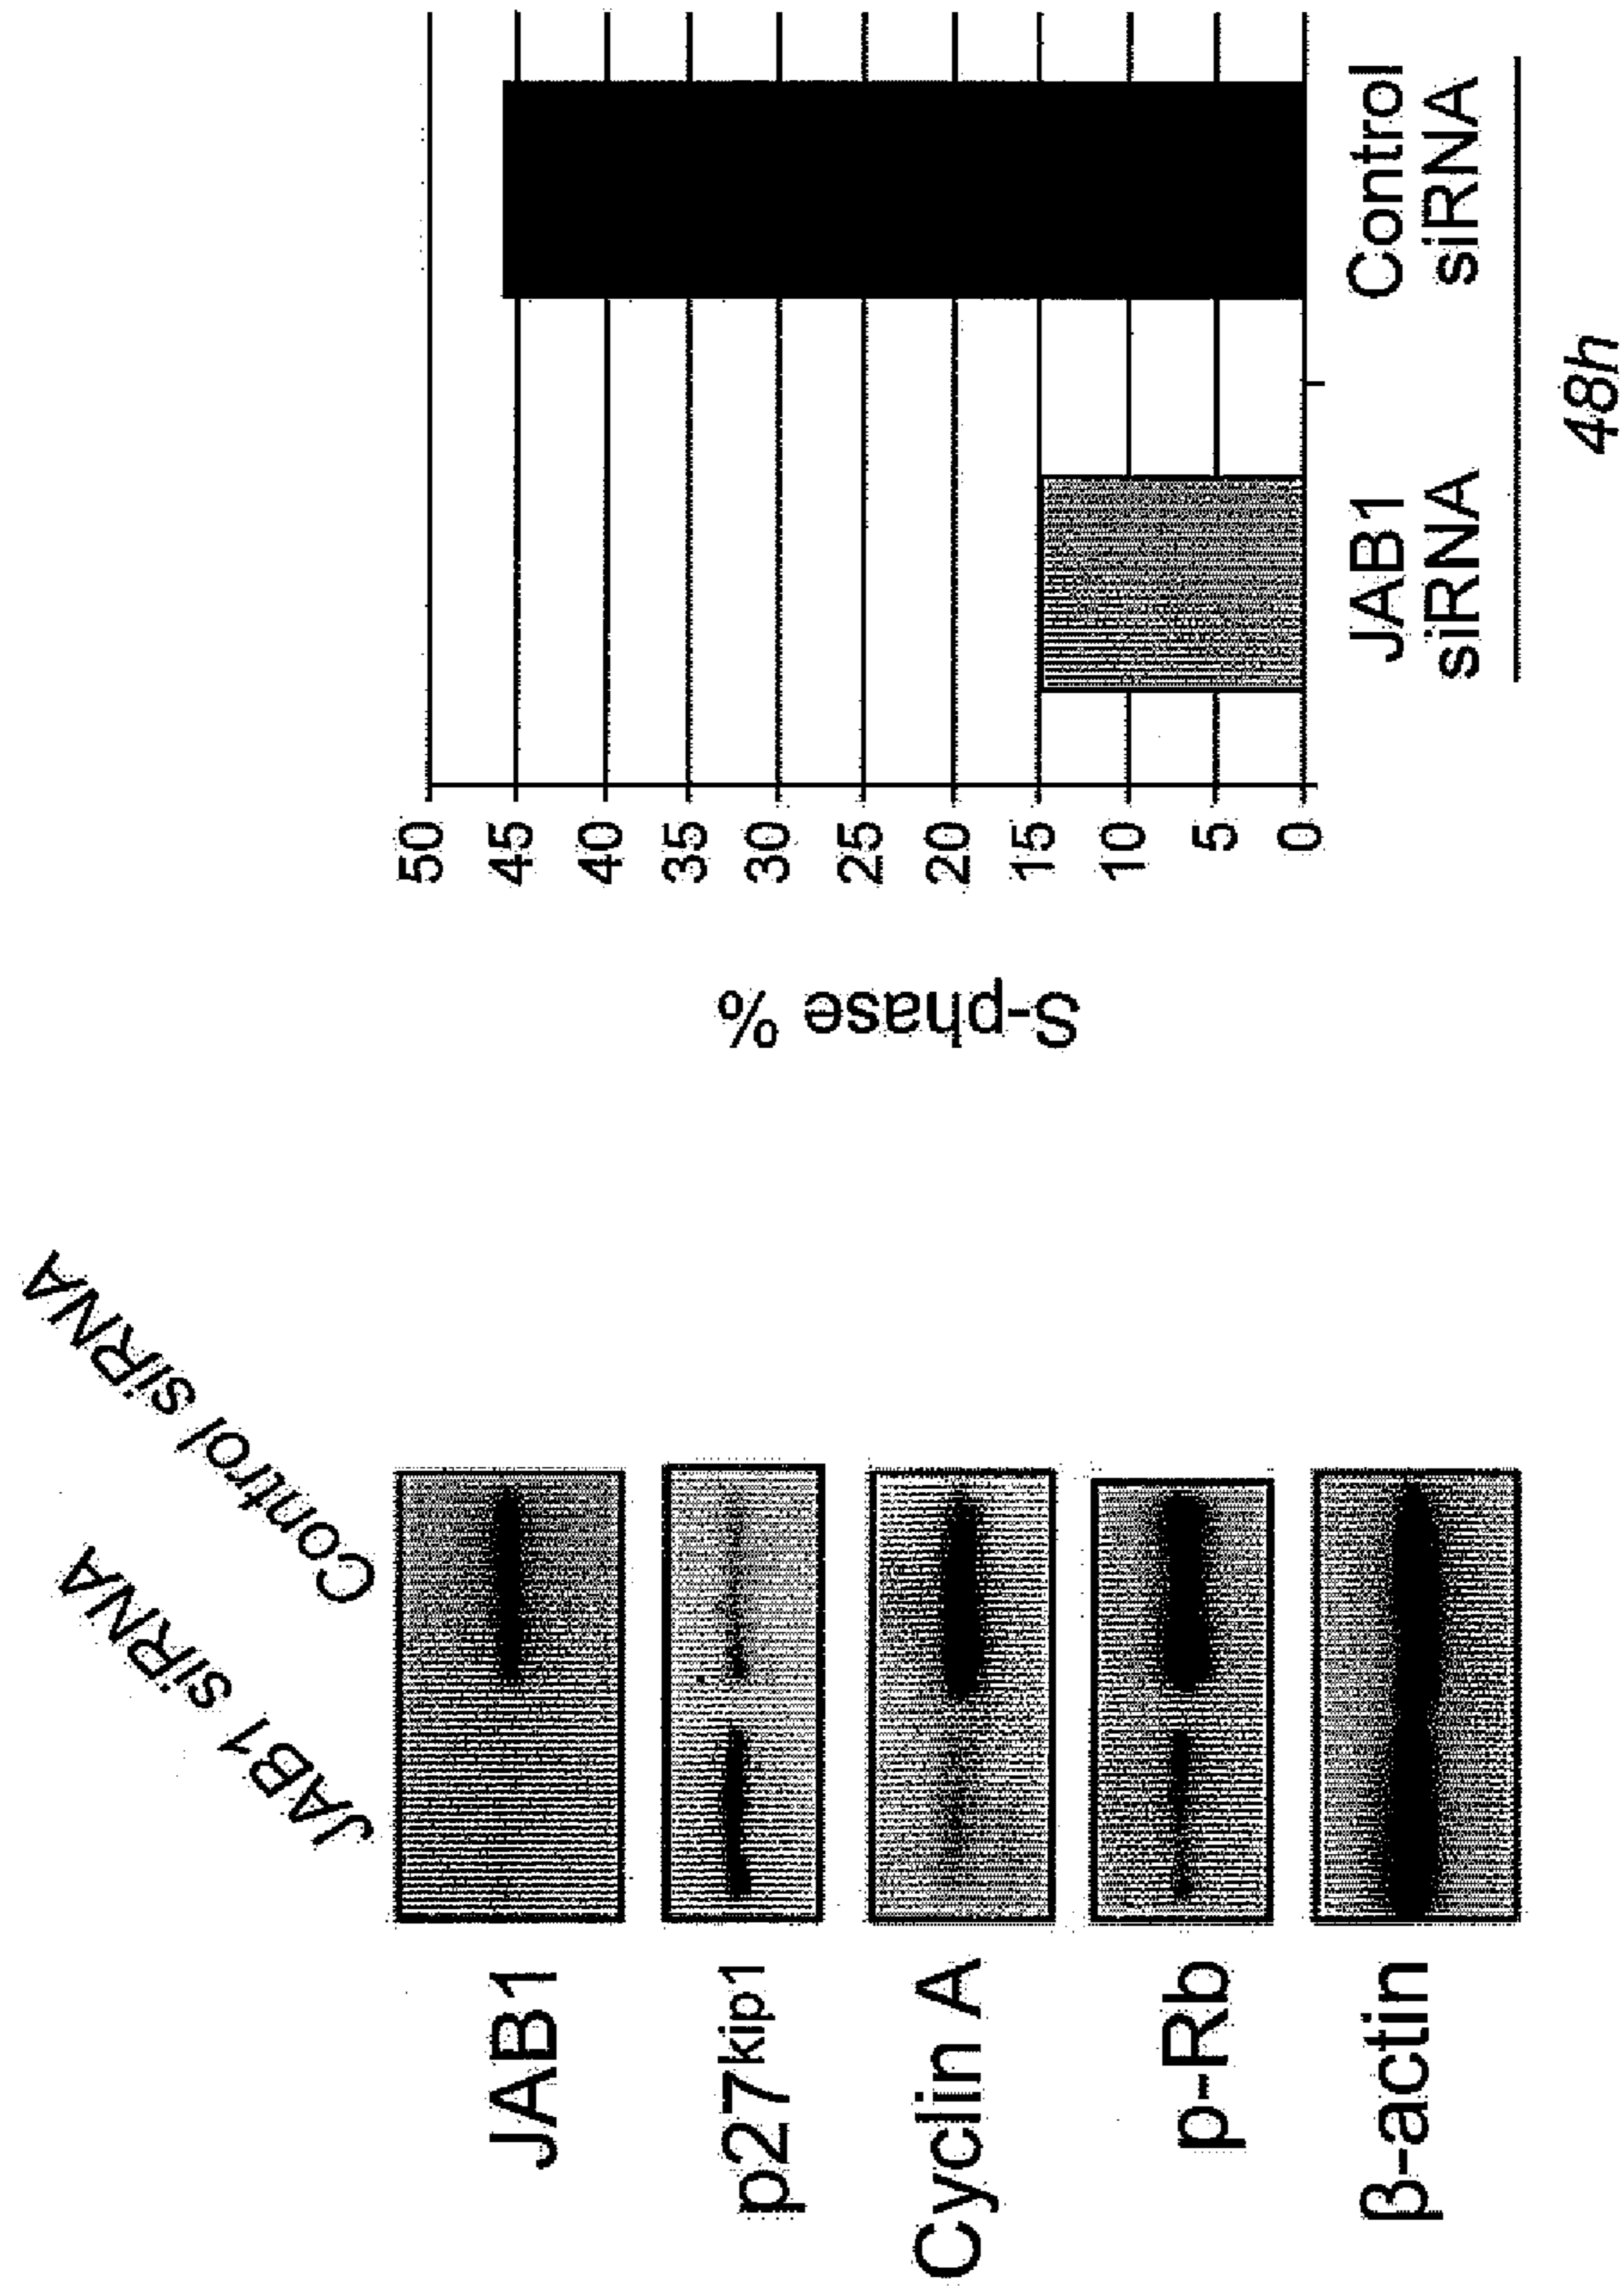 JAB1 siRNA
Control siRNA
JAB1
p27kip1
Cyclin A
p-Rb
β-actin
S-phase %
50
45
40
35
30
25
20
15
10
5
0
JAB1
siRNA
Control
siRNA
48h